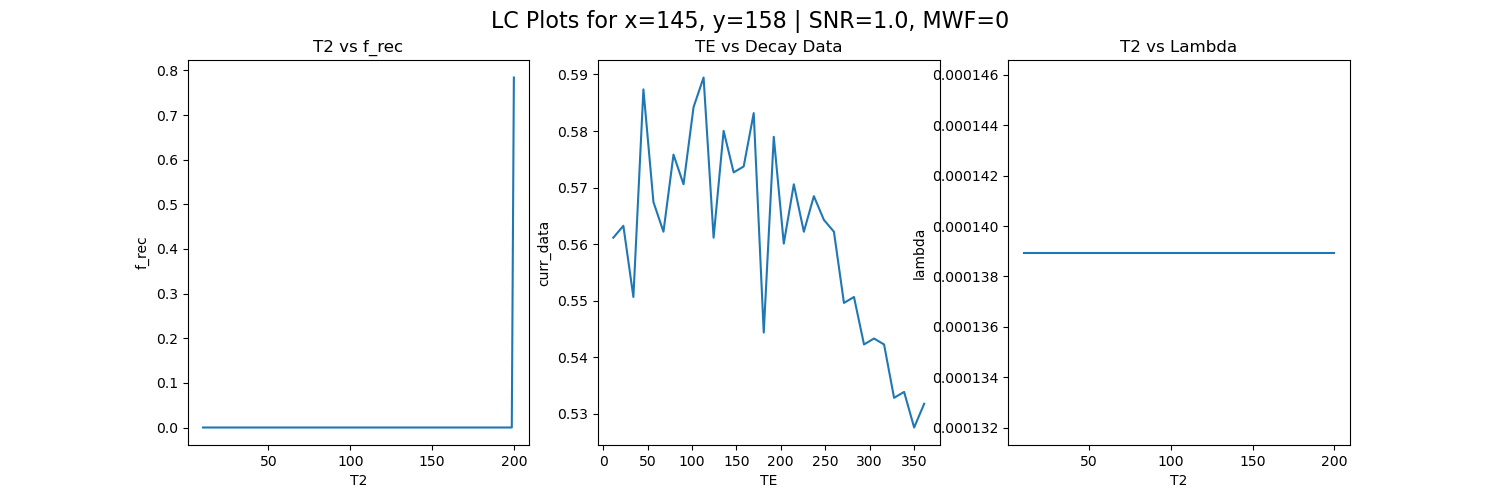 LC Plots for x=145, y=158 | SNR=1.0, MWF=0
T2 vs f_rec
0.8
0.7
0.6
0.5
0.4
0.3
0.2
0.1
0.0
f_rec
50 100 150 200
T2
TE vs Decay Data
0.59
0.58
0.57
0.56
0.55
0.54
0.53
curr_data
0 50 100 150 200 250 300 350
TE
T2 vs Lambda
0.000146
0.000144
0.000142
0.000140
0.000138
0.000136
0.000134
0.000132
lambda
50 100 150 200
T2